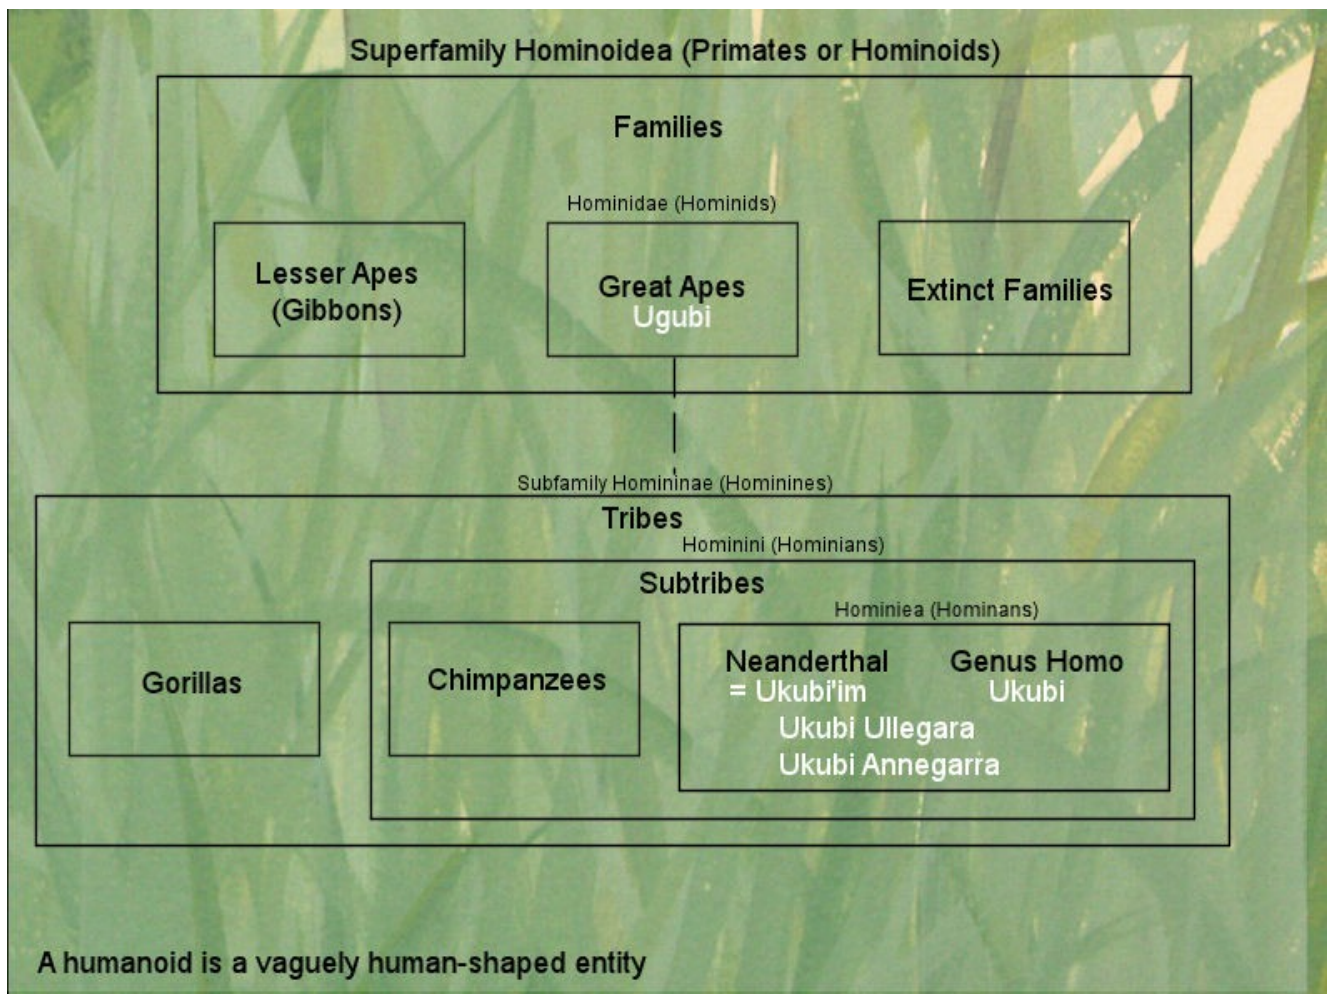 Superfamily Hominoidea (Primates or Hominoids)
Families
Hominidae (Hominids)
Lesser Apes
(Gibbons)
Great Apes
Ugubi
Extinct Families
Subfamily Homininae (Hominines)
Tribes
Hominini (Hominians)
Subtribes
Hominiea (Hominans)
Gorillas
Chimpanzees
Neanderthal
= Ukubi'im
Ukubi Ullegara
Ukubi Annegarra
Genus Homo
Ukubi
A humanoid is a vaguely human-shaped entity